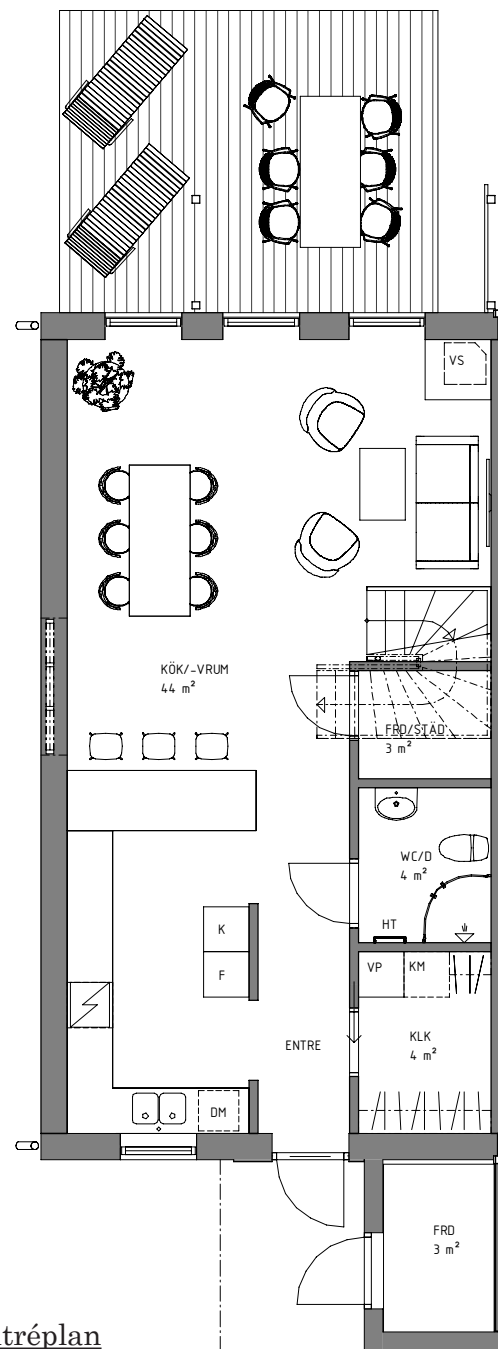 VS
KÖK/-VRUM
44 m²
FRD/STÄD
3 m²
WC/D
4 m²
HT
K
F
VP
KM
KLK
4 m²
ENTRE
DM
FRD
3 m²
tréplan